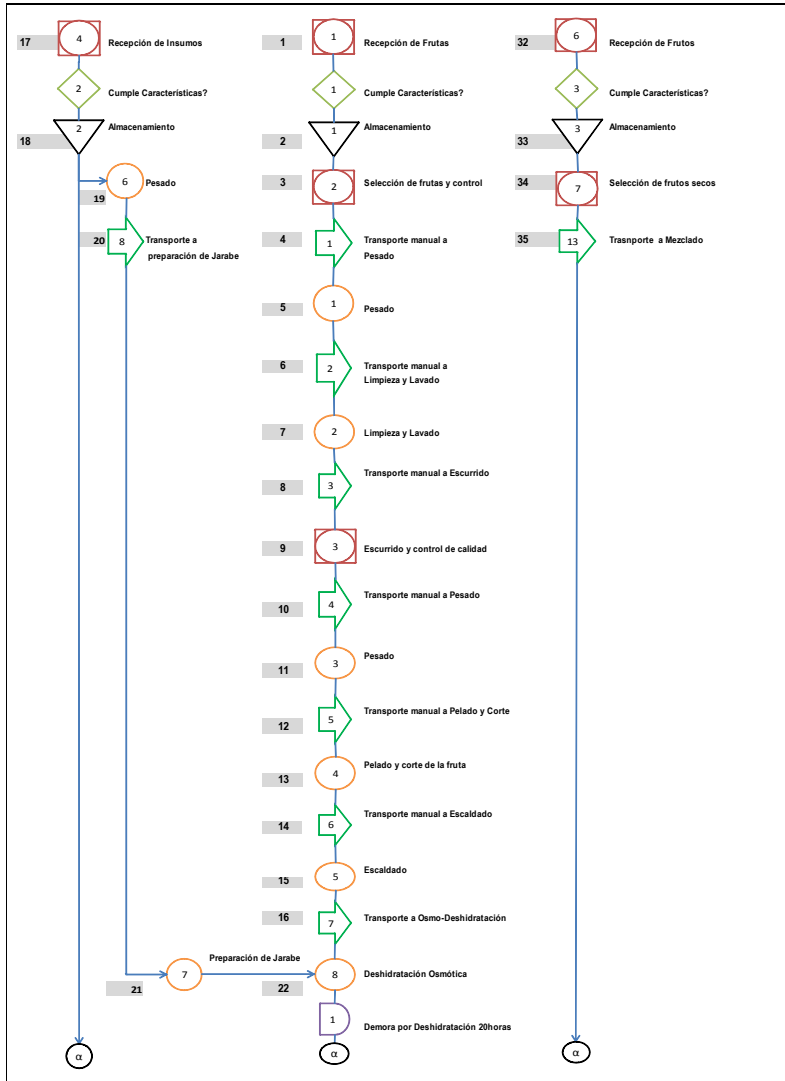 17
4
Recepción de Insumos
1
1
Recepción de Frutas
32
6
Recepción de Frutos
2
Cumple Características?
1
Cumple Características?
3
Cumple Características?
18
2
Almacenamiento
2
1
Almacenamiento
33
3
Almacenamiento
19
6
Pesado
3
2
Selección de frutas y control
34
7
Selección de frutos secos
20
8
Transporte a
preparación de Jarabe
4
1
Transporte manual a
Pesado
35
13
Trasnporte a Mezclado
5
1
Pesado
6
2
Transporte manual a
Limpieza y Lavado
7
2
Limpieza y Lavado
8
3
Transporte manual a Escurrido
9
3
Escurrido y control de calidad
10
4
Transporte manual a Pesado
11
3
Pesado
12
5
Transporte manual a Pelado y Corte
13
4
Pelado y corte de la fruta
14
6
Transporte manual a Escaldado
15
5
Escaldado
16
7
Transporte a Osmo-Deshidratación
21
7
Preparación de Jarabe
22
8
Deshidratación Osmótica
1
Demora por Deshidratación 20horas
α
α
α